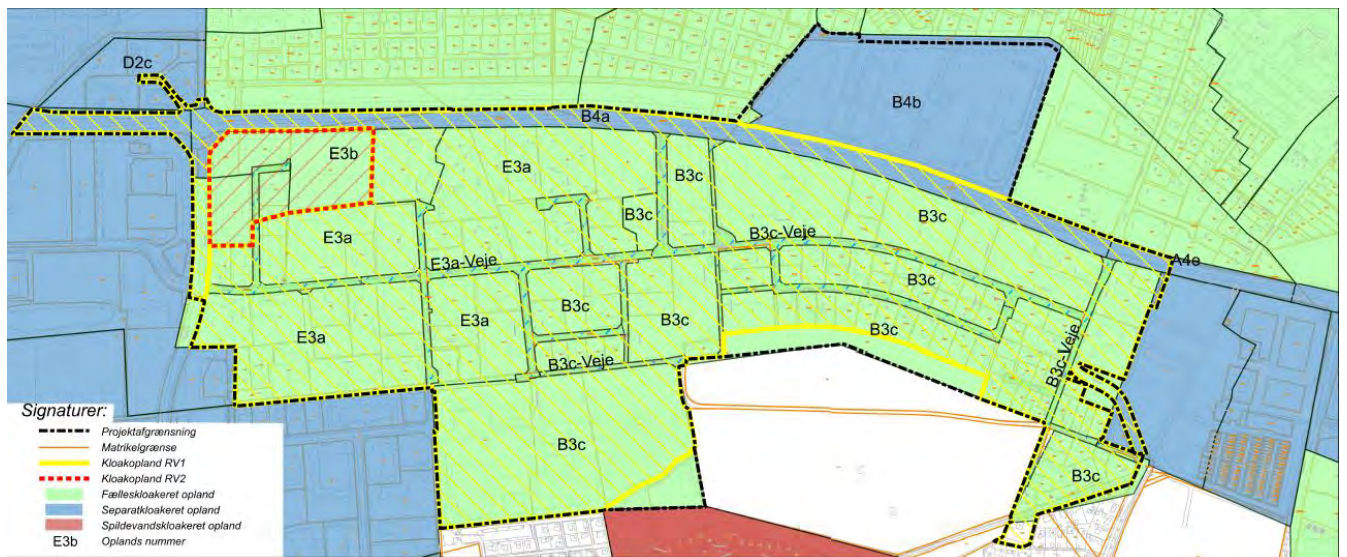 D2c
B4b
B4a
E3b
E3a
B3c
B3c
B3c
E3a
B3c-Veje
E3a-Veje
A4e
B3c
B3c
B3c
B3c
E3a
E3a
B3c-Veje
B3c-Veje
B3c
B3c
Signaturer:
Projektafgrænsning
Matrikelgrænse
Kloakopland RV1
Kloakopland RV2
Fælleskloakeret opland
Separatkloakeret opland
Spildevandskloakeret opland
E3b Oplands nummer